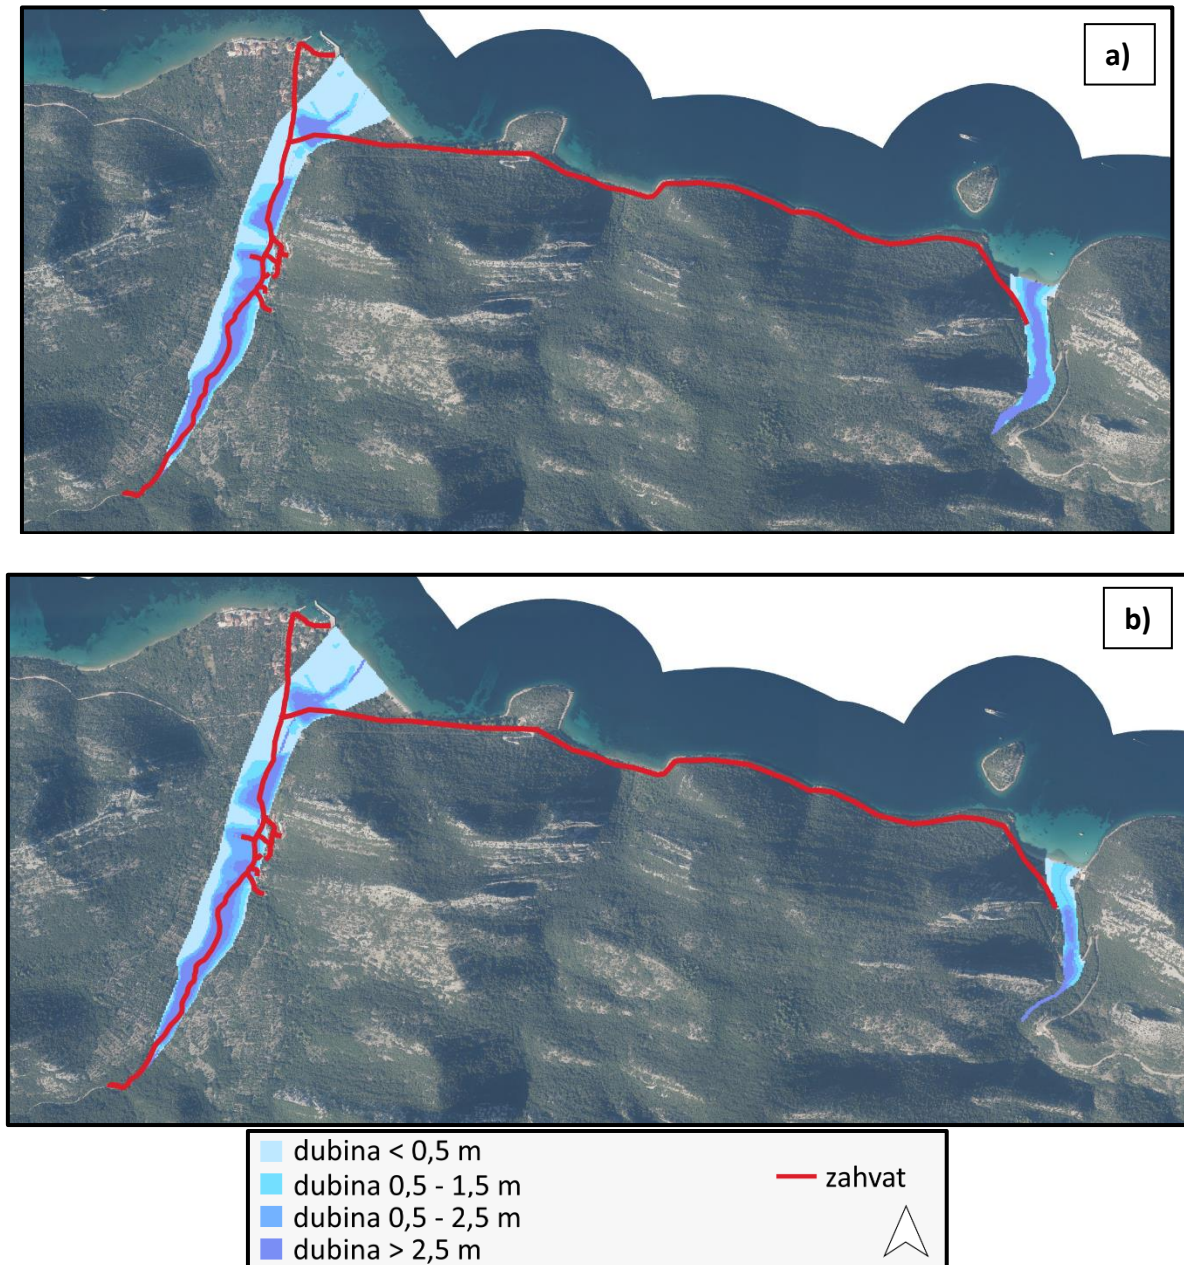 a)
b)
dubina < 0,5 m
dubina 0,5 - 1,5 m
dubina 0,5 - 2,5 m
dubina > 2,5 m
zahvat